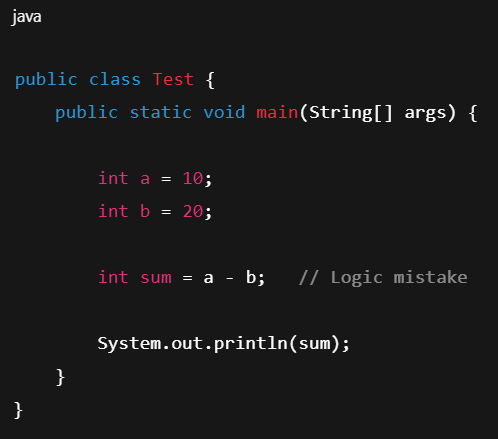 java
public class Test {
    public static void main(String[] args) {
        int a = 10;
        int b = 20;
        int sum = a - b;   // Logic mistake
        System.out.println(sum);
    }
}